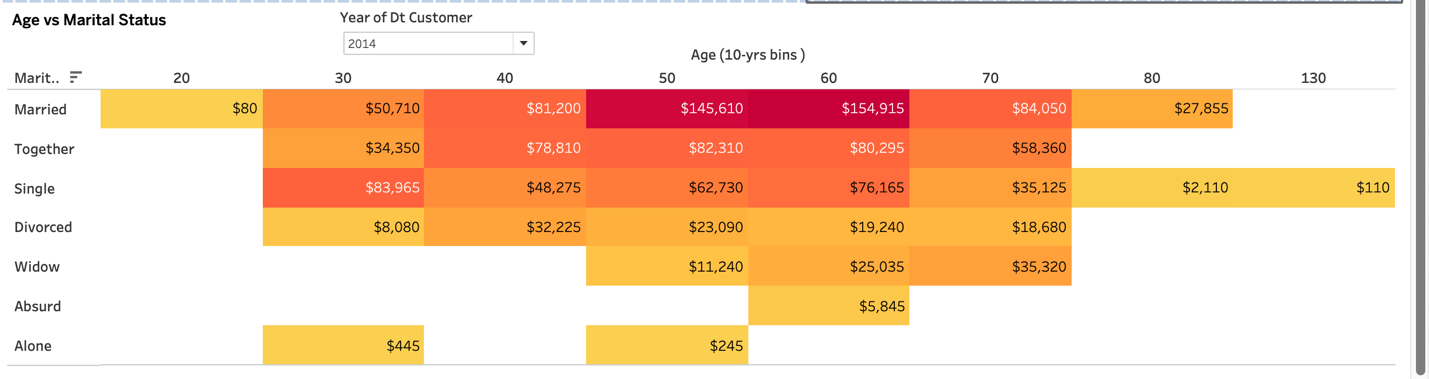 Age vs Marital Status
Year of Dt Customer
2014
Age (10-yrs bins )
Marit.. 20 30 40 50 60 70 80 130
Married $80 $50,710 $81,200 $145,610 $154,915 $84,050 $27,855
Together $34,350 $78,810 $82,310 $80,295 $58,360
Single $83,965 $48,275 $62,730 $76,165 $35,125 $2,110 $110
Divorced $8,080 $32,225 $23,090 $19,240 $18,680
Widow $11,240 $25,035 $35,320
Absurd $5,845
Alone $445 $245